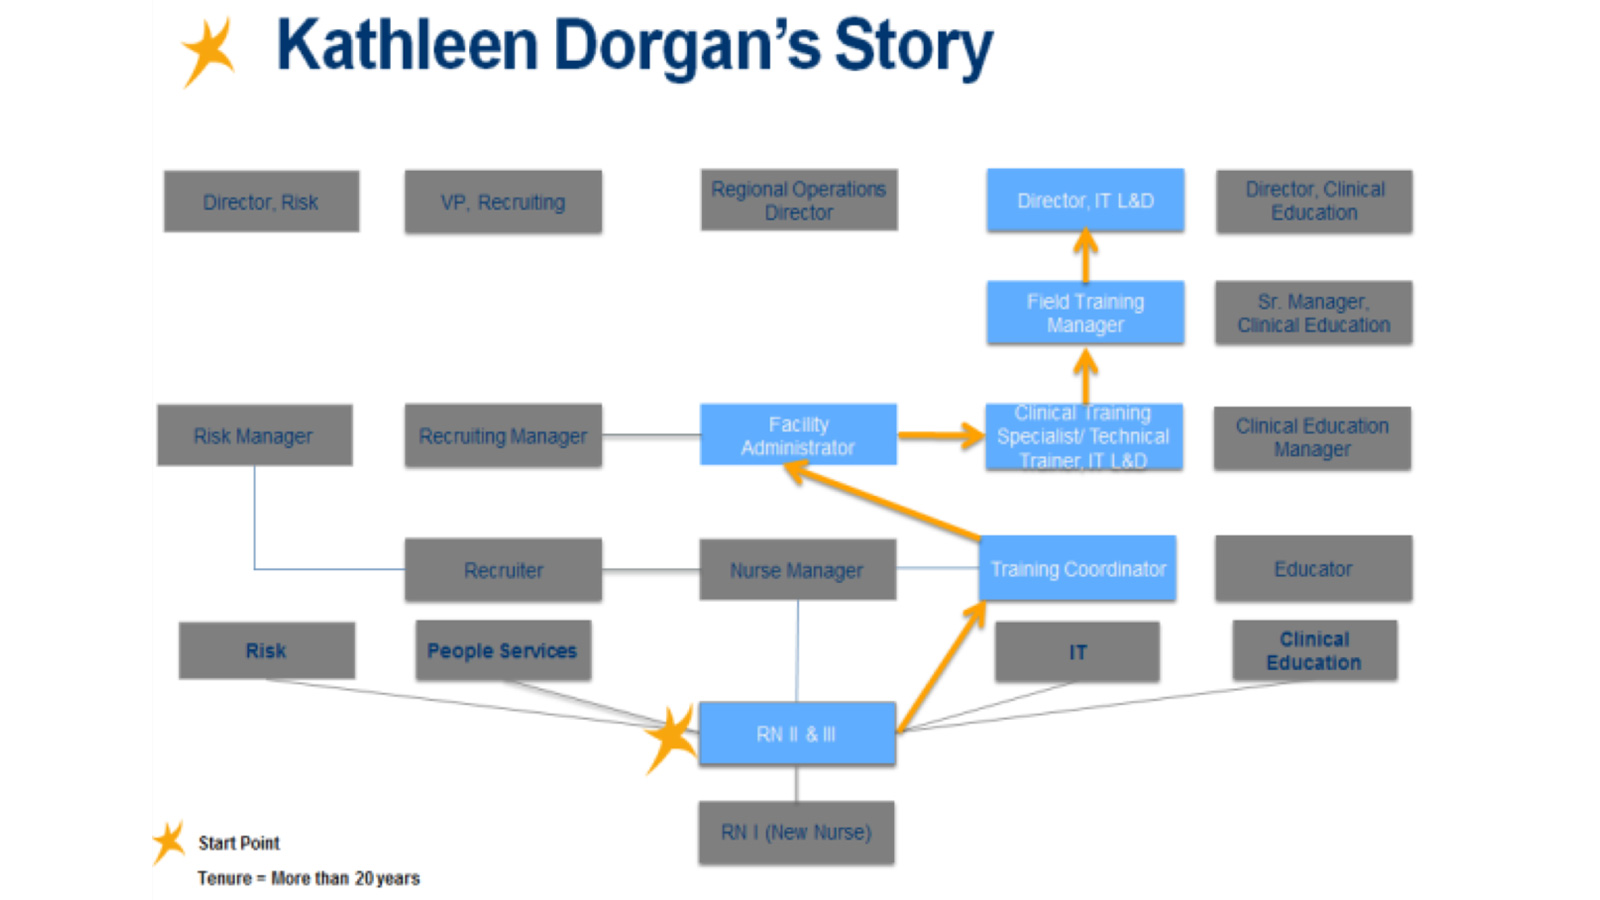 Kathleen Dorgan's Story
Director, Risk
VP, Recruiting
Regional Operations
Director
Director, IT L&D
Director, Clinical
Education
Field Training
Manager
Sr. Manager,
Clinical Education
Risk Manager
Recruiting Manager
Facility
Administrator
Clinical Training
Specialist/ Technical
Trainer, IT L&D
Clinical Education
Manager
Recruiter
Nurse Manager
Training Coordinator
Educator
Risk
People Services
IT
Clinical
Education
RN II & III
RN I (New Nurse)
Start Point
Tenure = More than 20 years